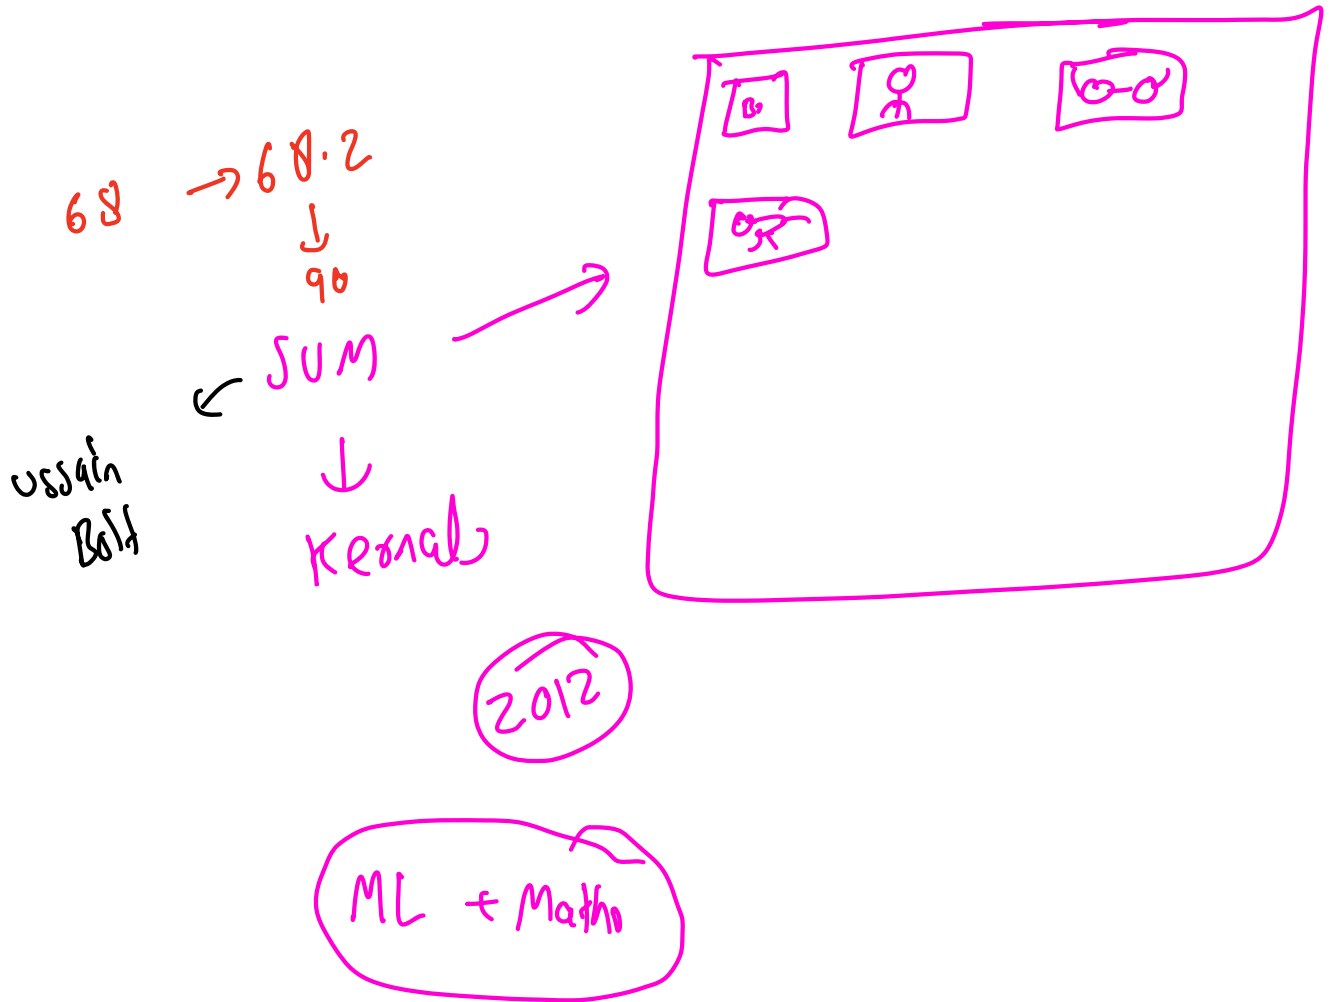 68 → 68.2
↓
90
SUM
ussain
Bolt
Kernals
2012
ML + Maths